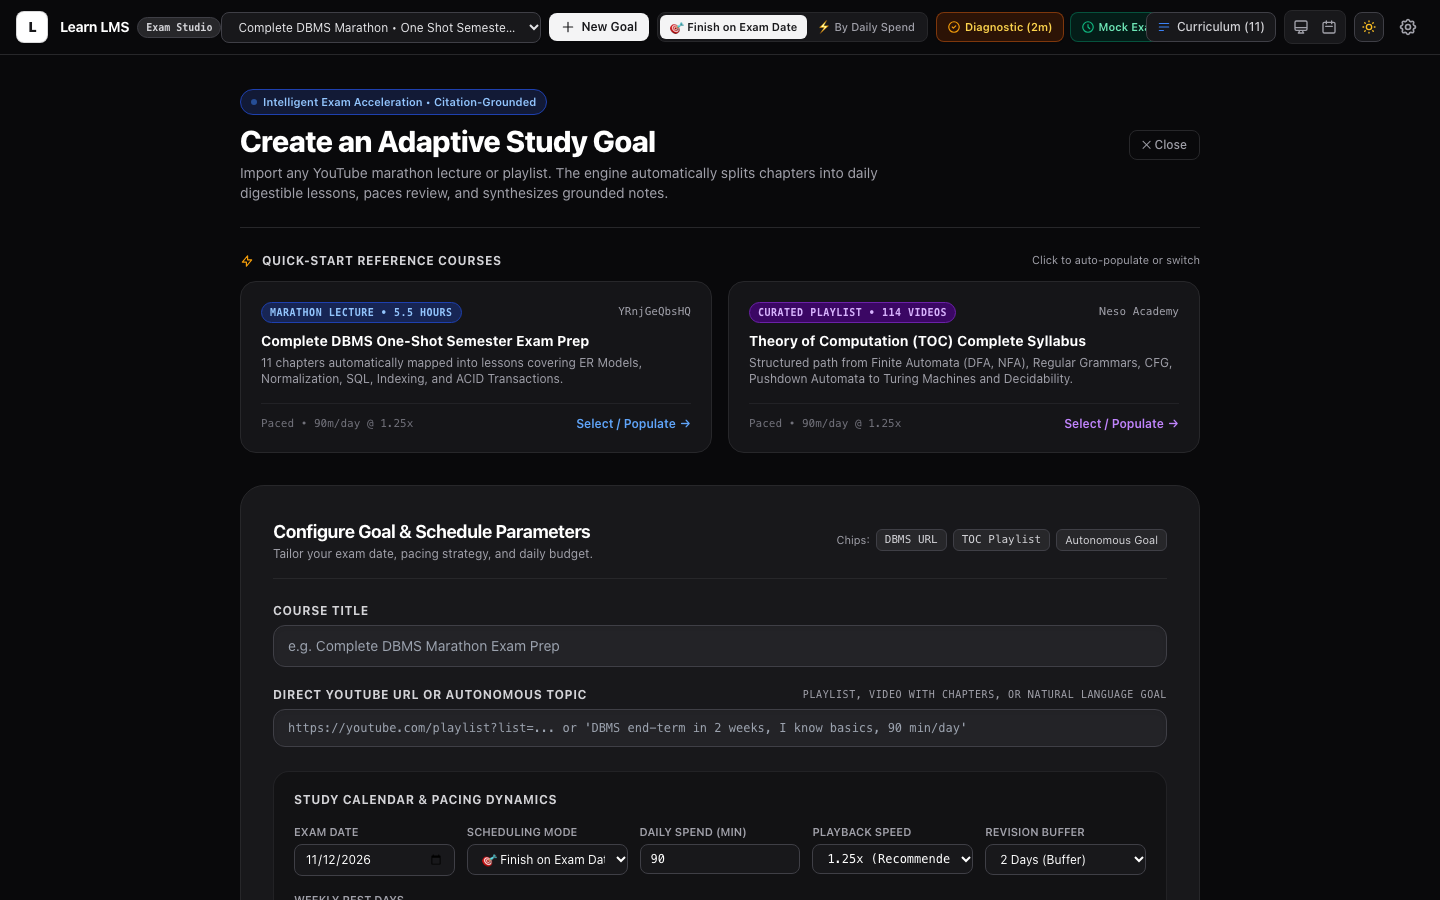 L Learn LMS Exam Studio Complete DBMS Marathon • One Shot Semeste... + New Goal 🎯 Finish on Exam Date ⚡ By Daily Spend Diagnostic (2m) Mock Exa Curriculum (11)
Intelligent Exam Acceleration • Citation-Grounded
Create an Adaptive Study Goal
× Close
Import any YouTube marathon lecture or playlist. The engine automatically splits chapters into daily
digestible lessons, paces review, and synthesizes grounded notes.
QUICK-START REFERENCE COURSES
Click to auto-populate or switch
MARATHON LECTURE • 5.5 HOURS
YRnjGeQbsHQ
Complete DBMS One-Shot Semester Exam Prep
11 chapters automatically mapped into lessons covering ER Models,
Normalization, SQL, Indexing, and ACID Transactions.
Paced • 90m/day @ 1.25x
Select / Populate →
CURATED PLAYLIST • 114 VIDEOS
Neso Academy
Theory of Computation (TOC) Complete Syllabus
Structured path from Finite Automata (DFA, NFA), Regular Grammars, CFG,
Pushdown Automata to Turing Machines and Decidability.
Paced • 90m/day @ 1.25x
Select / Populate →
Configure Goal & Schedule Parameters
Tailor your exam date, pacing strategy, and daily budget.
Chips: DBMS URL TOC Playlist Autonomous Goal
COURSE TITLE
e.g. Complete DBMS Marathon Exam Prep
DIRECT YOUTUBE URL OR AUTONOMOUS TOPIC
PLAYLIST, VIDEO WITH CHAPTERS, OR NATURAL LANGUAGE GOAL
https://youtube.com/playlist?list=... or 'DBMS end-term in 2 weeks, I know basics, 90 min/day'
STUDY CALENDAR & PACING DYNAMICS
EXAM DATE SCHEDULING MODE DAILY SPEND (MIN) PLAYBACK SPEED REVISION BUFFER
11/12/2026 🎯 Finish on Exam Dat 90 1.25x (Recommende 2 Days (Buffer)
WEEKLY REST DAYS